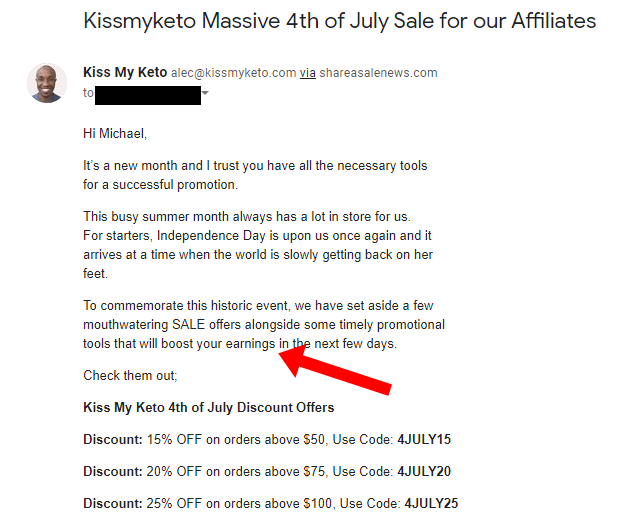 Kissmyketo Massive 4th of July Sale for our Affiliates
Kiss My Keto alec@kissmyketo.com via shareasalenews.com
to
Hi Michael,
It's a new month and I trust you have all the necessary tools
for a successful promotion.
This busy summer month always has a lot in store for us.
For starters, Independence Day is upon us once again and it
arrives at a time when the world is slowly getting back on her
feet.
To commemorate this historic event, we have set aside a few
mouthwatering SALE offers alongside some timely promotional
tools that will boost your earnings in the next few days.
Check them out;
Kiss My Keto 4th of July Discount Offers
Discount: 15% OFF on orders above $50, Use Code: 4JULY15
Discount: 20% OFF on orders above $75, Use Code: 4JULY20
Discount: 25% OFF on orders above $100, Use Code: 4JULY25